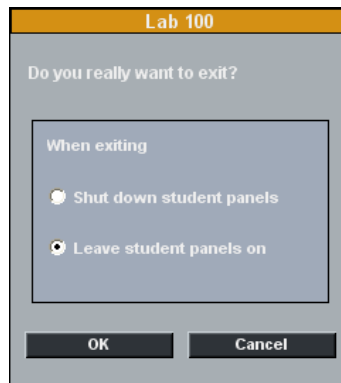 Lab 100
Do you really want to exit?
When exiting
Shut down student panels
Leave student panels on
OK
Cancel